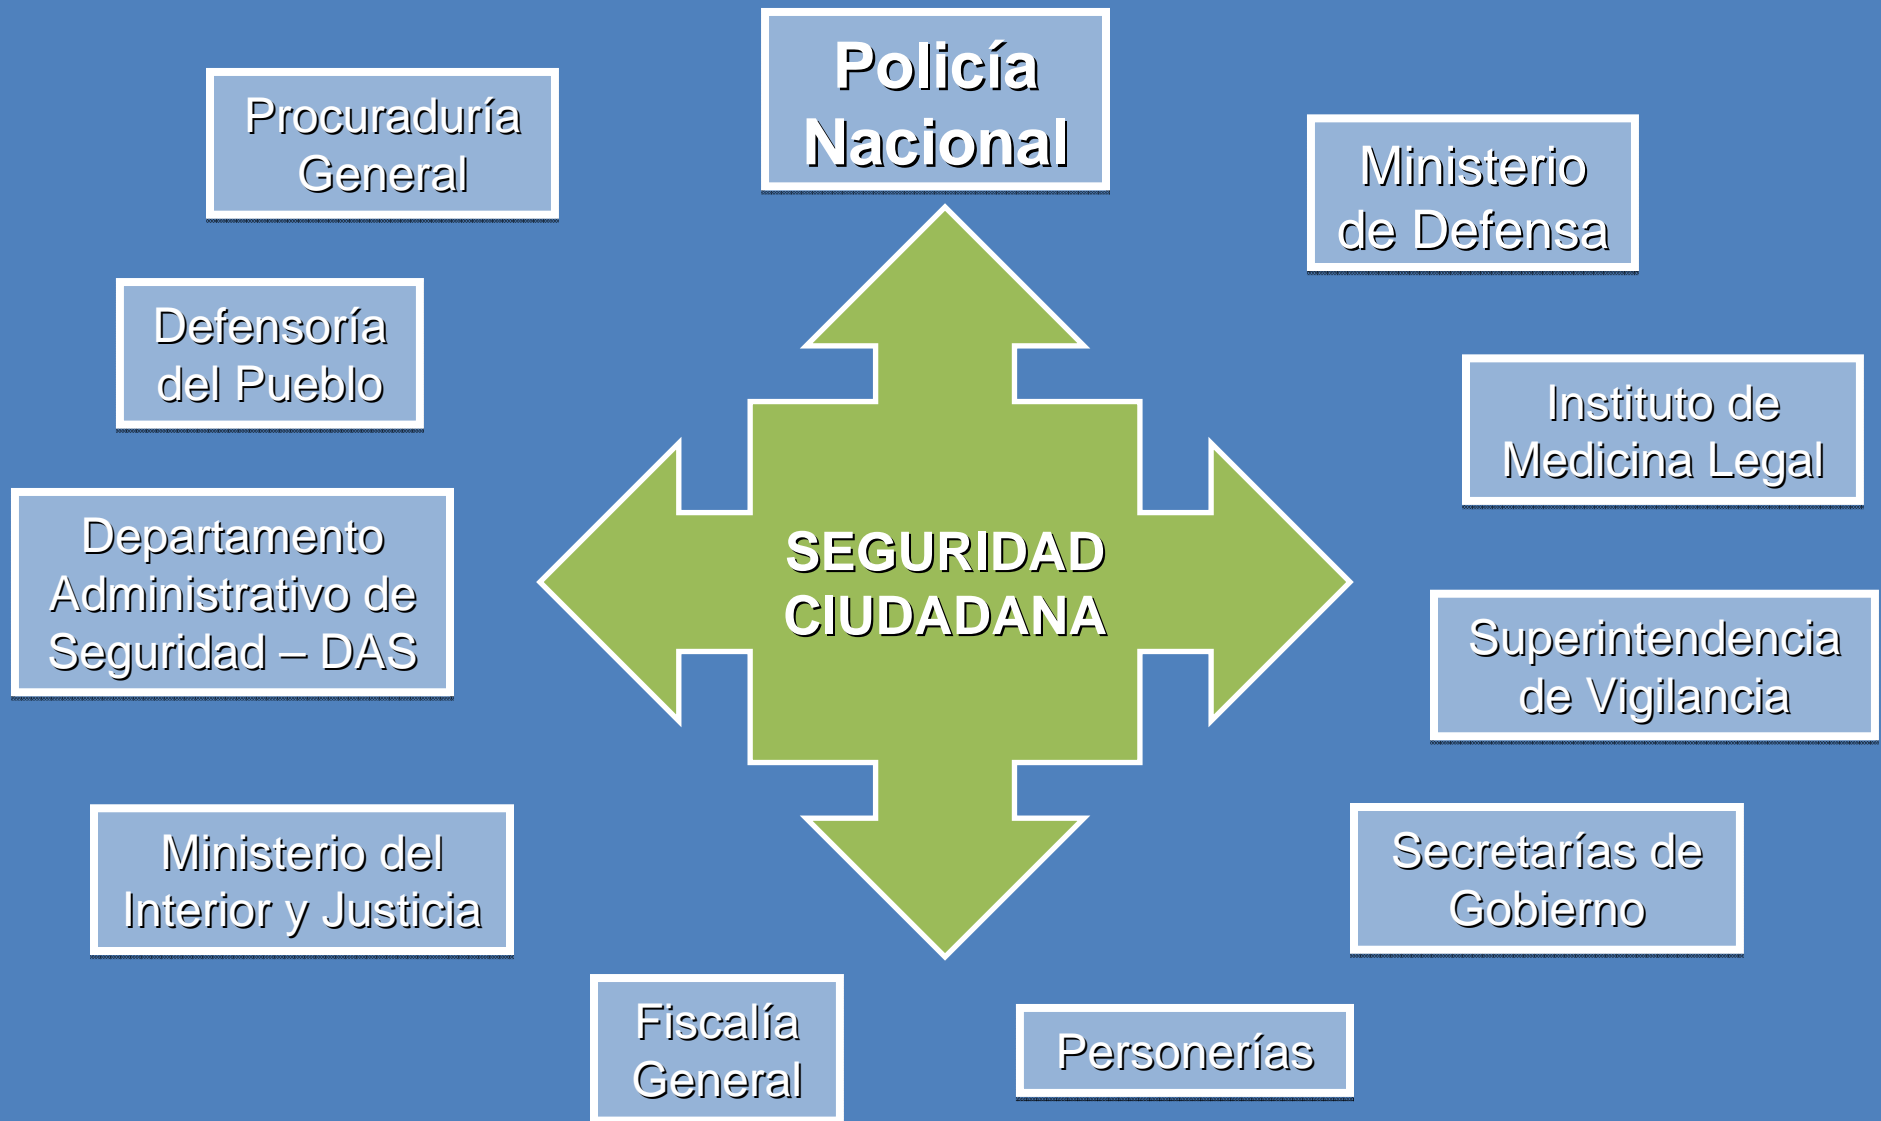 Policía
Nacional
Procuraduría
General
Ministerio
de Defensa
Defensoría
del Pueblo
Instituto de
Medicina Legal
Departamento
Administrativo de
Seguridad – DAS
SEGURIDAD
CIUDADANA
Superintendencia
de Vigilancia
Ministerio del
Interior y Justicia
Secretarías de
Gobierno
Fiscalía
General
Personerías